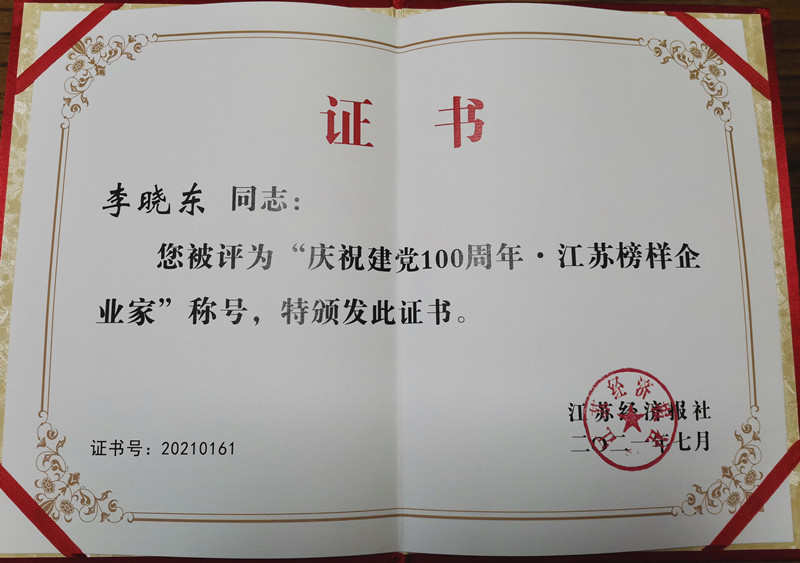 证 书
李晓东 同志：
您被评为“庆祝建党100周年·江苏榜样企
业家”称号，特颁发此证书。
江苏经济报社
二〇二一年七月
证书号：20210161